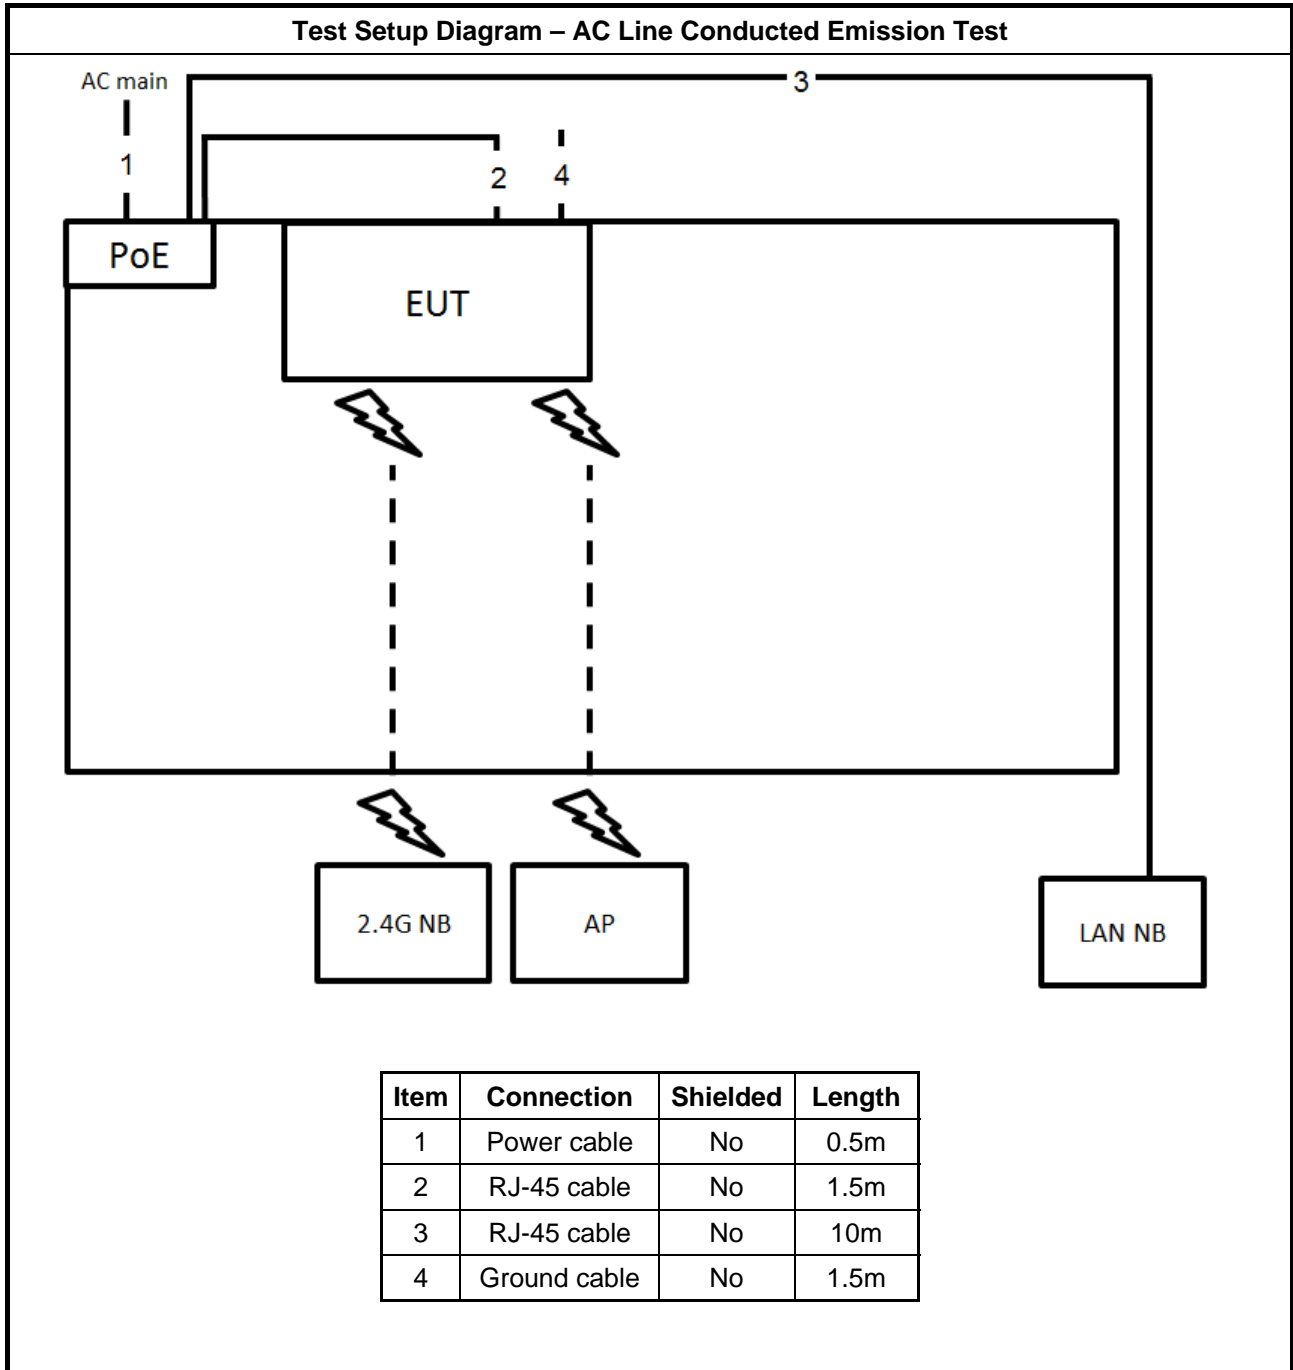 Test Setup Diagram – AC Line Conducted Emission Test
AC main
3
1
2
4
PoE
EUT
2.4G NB
AP
LAN NB
Item Connection Shielded Length
1 Power cable No 0.5m
2 RJ-45 cable No 1.5m
3 RJ-45 cable No 10m
4 Ground cable No 1.5m